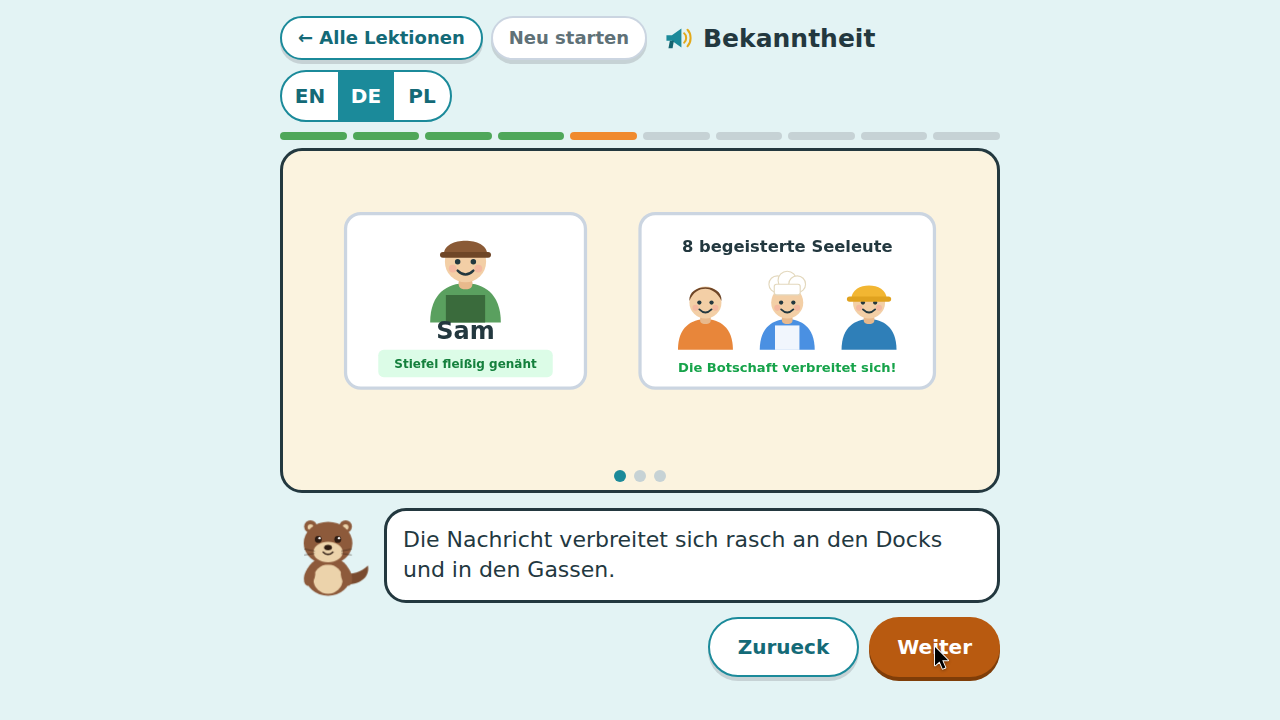 ← Alle Lektionen
Neu starten
Bekanntheit
EN DE PL
Sam
Stiefel fleißig genäht
8 begeisterte Seeleute
Die Botschaft verbreitet sich!
Die Nachricht verbreitet sich rasch an den Docks
und in den Gassen.
Zurueck
Weiter